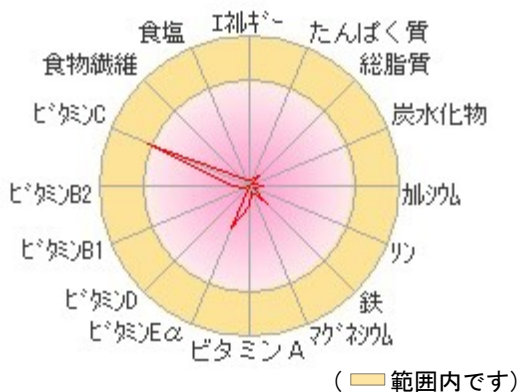 ｴﾈﾙｷﾞｰ
たんぱく質
総脂質
炭水化物
ｶﾙｼｳﾑ
リン
鉄
ﾏｸﾞﾈｼｳﾑ
ビタミンA
ﾋﾞﾀﾐﾝEα
ﾋﾞﾀﾐﾝD
ﾋﾞﾀﾐﾝB1
ﾋﾞﾀﾐﾝB2
ﾋﾞﾀﾐﾝC
食物繊維
食塩
( 範囲内です)